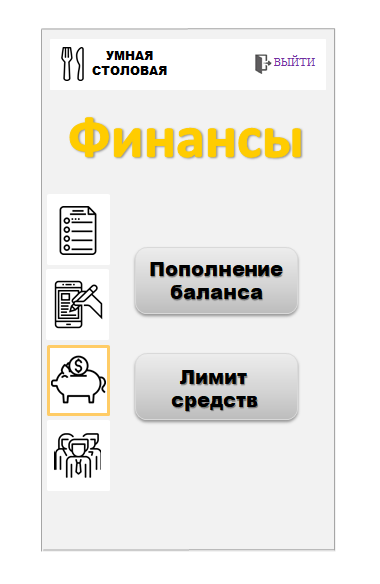 УМНАЯ
СТОЛОВАЯ
ВЫЙТИ
Финансы
$
Пополнение
баланса
Лимит
средств